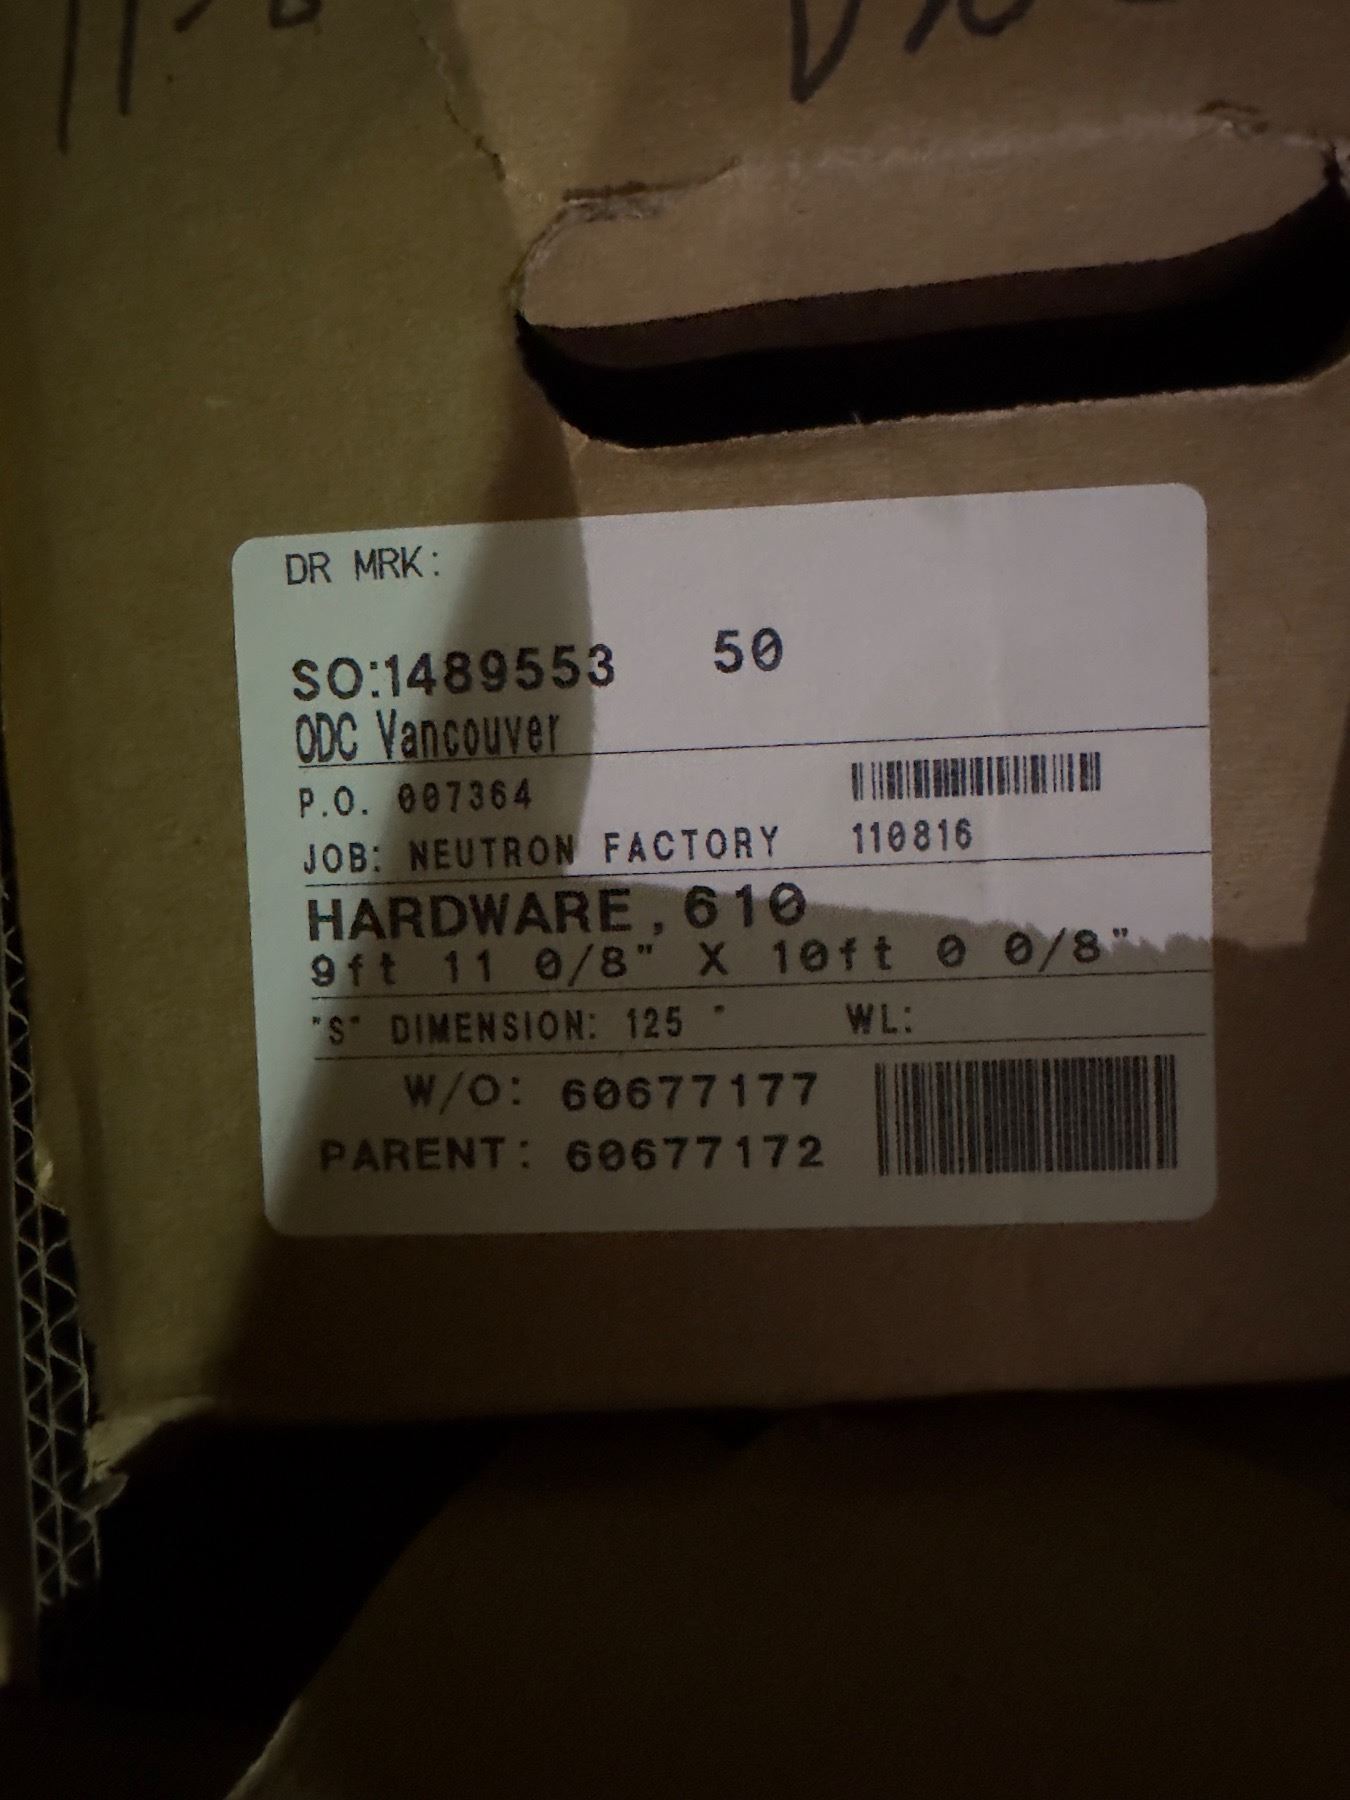 DR MRK:
SO:1489553 50
ODC Vancouver
P.O. 007364
JOB: NEUTRON FACTORY 110816
HARDWARE,610
9ft 11 0/8" X 10ft 0 0/8"
"S" DIMENSION: 125 " WL:
W/O: 60677177
PARENT: 60677172